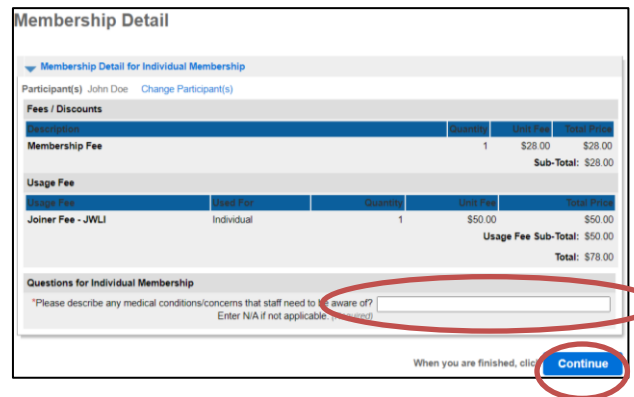 Membership Detail
Membership Detail for Individual Membership
Participant(s) John Doe Change Participant(s)
Fees / Discounts
Description Quantity Unit Fee Total Price
Membership Fee 1 $28.00 $28.00
Sub-Total: $28.00
Usage Fee
Usage Fee Used For Quantity Unit Fee Total Price
Joiner Fee - JWLI Individual 1 $50.00 $50.00
Usage Fee Sub-Total: $50.00
Total: $78.00
Questions for Individual Membership
*Please describe any medical conditions/concerns that staff need to be aware of?
Enter N/A if not applicable. (Required)
When you are finished, clic Continue